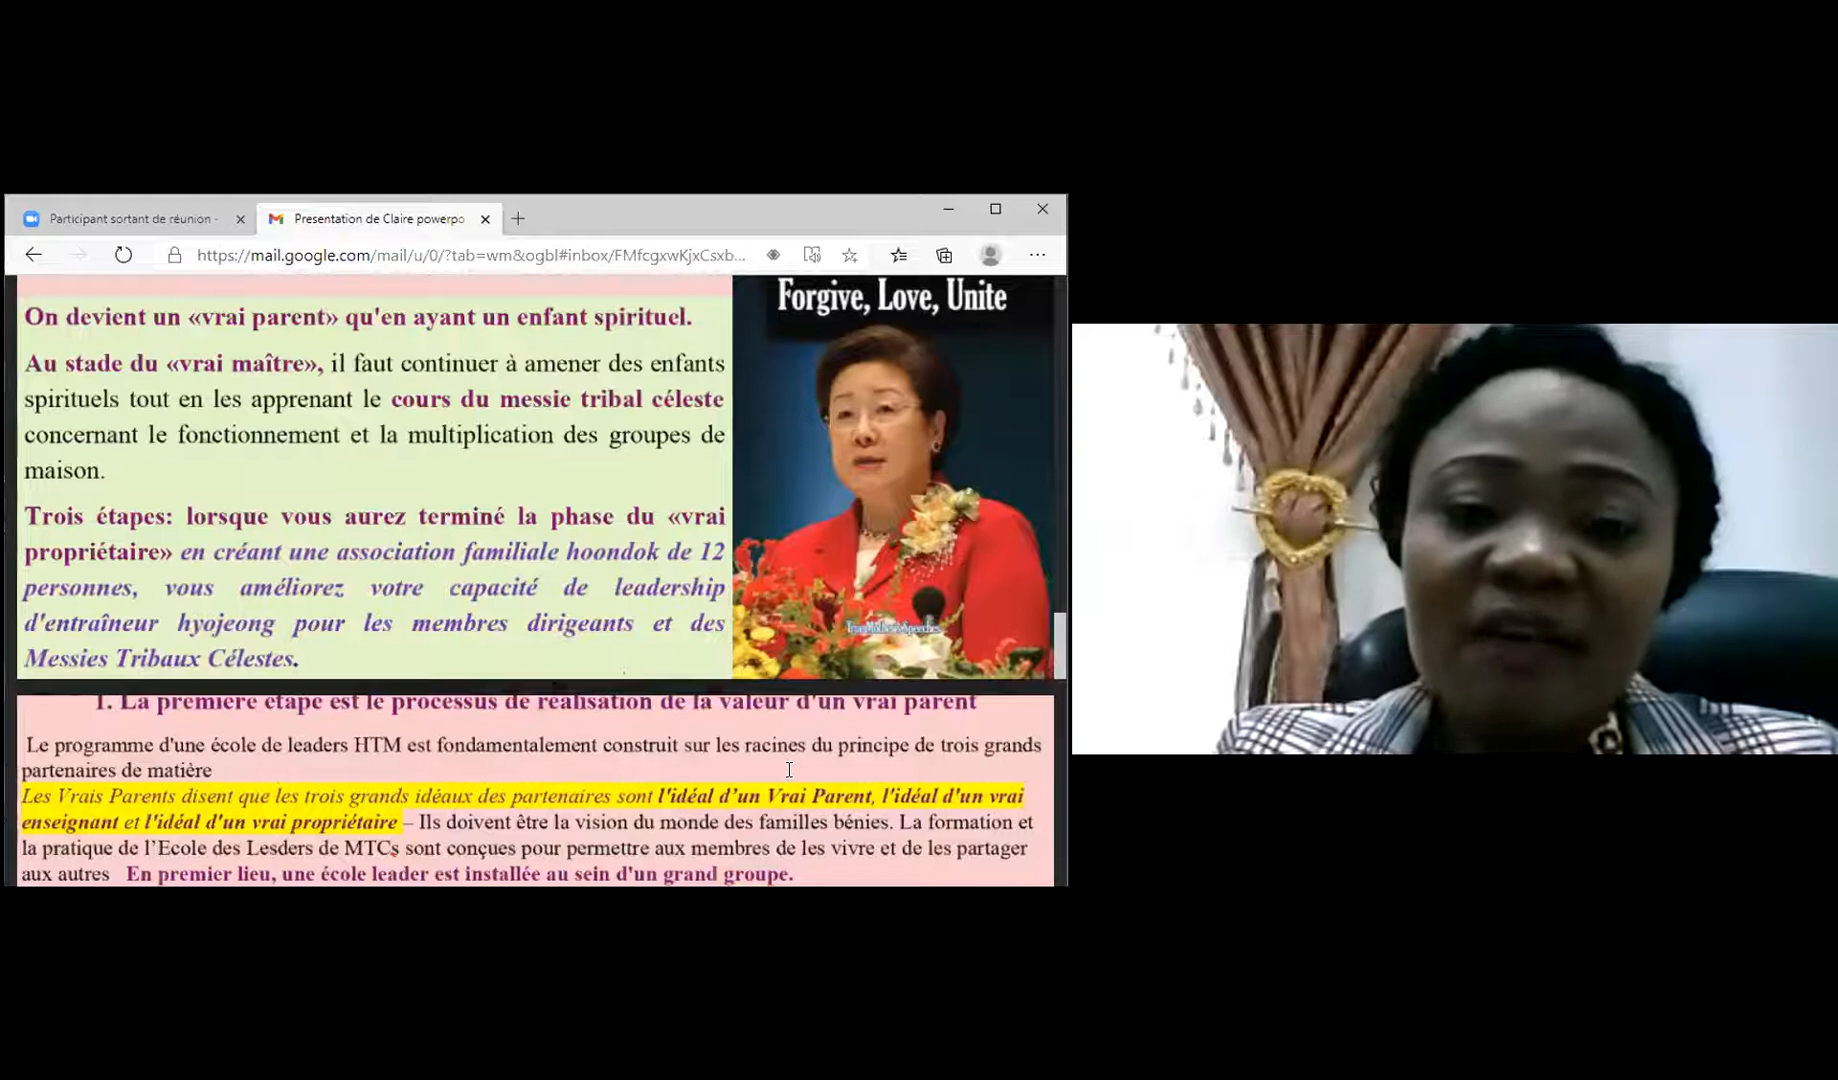 Participant sortant de réunion -
Presentation de Claire powerpo
https://mail.google.com/mail/u/0/?tab=wm&ogbl#inbox/FMfcgxwKjxCsxb...
Forgive, Love, Unite
On devient un «vrai parent» qu'en ayant un enfant spirituel.
Au stade du «vrai maître», il faut continuer à amener des enfants
spirituels tout en les apprenant le cours du messie tribal céleste
concernant le fonctionnement et la multiplication des groupes de
maison.
Trois étapes: lorsque vous aurez terminé la phase du «vrai
propriétaire» en créant une association familiale hoondok de 12
personnes, vous améliorez votre capacité de leadership
d'entraîneur hyojeong pour les membres dirigeants et des
Messies Tribaux Célestes.
TrueMother'sSpeeches
1. La première étape est le processus de réalisation de la valeur d'un vrai parent
Le programme d'une école de leaders HTM est fondamentalement construit sur les racines du principe de trois grands
partenaires de matière
Les Vrais Parents disent que les trois grands idéaux des partenaires sont l'idéal d'un Vrai Parent, l'idéal d'un vrai
enseignant et l'idéal d'un vrai propriétaire – Ils doivent être la vision du monde des familles bénies. La formation et
la pratique de l'Ecole des Lesders de MTCs sont conçues pour permettre aux membres de les vivre et de les partager
aux autres En premier lieu, une école leader est installée au sein d'un grand groupe.